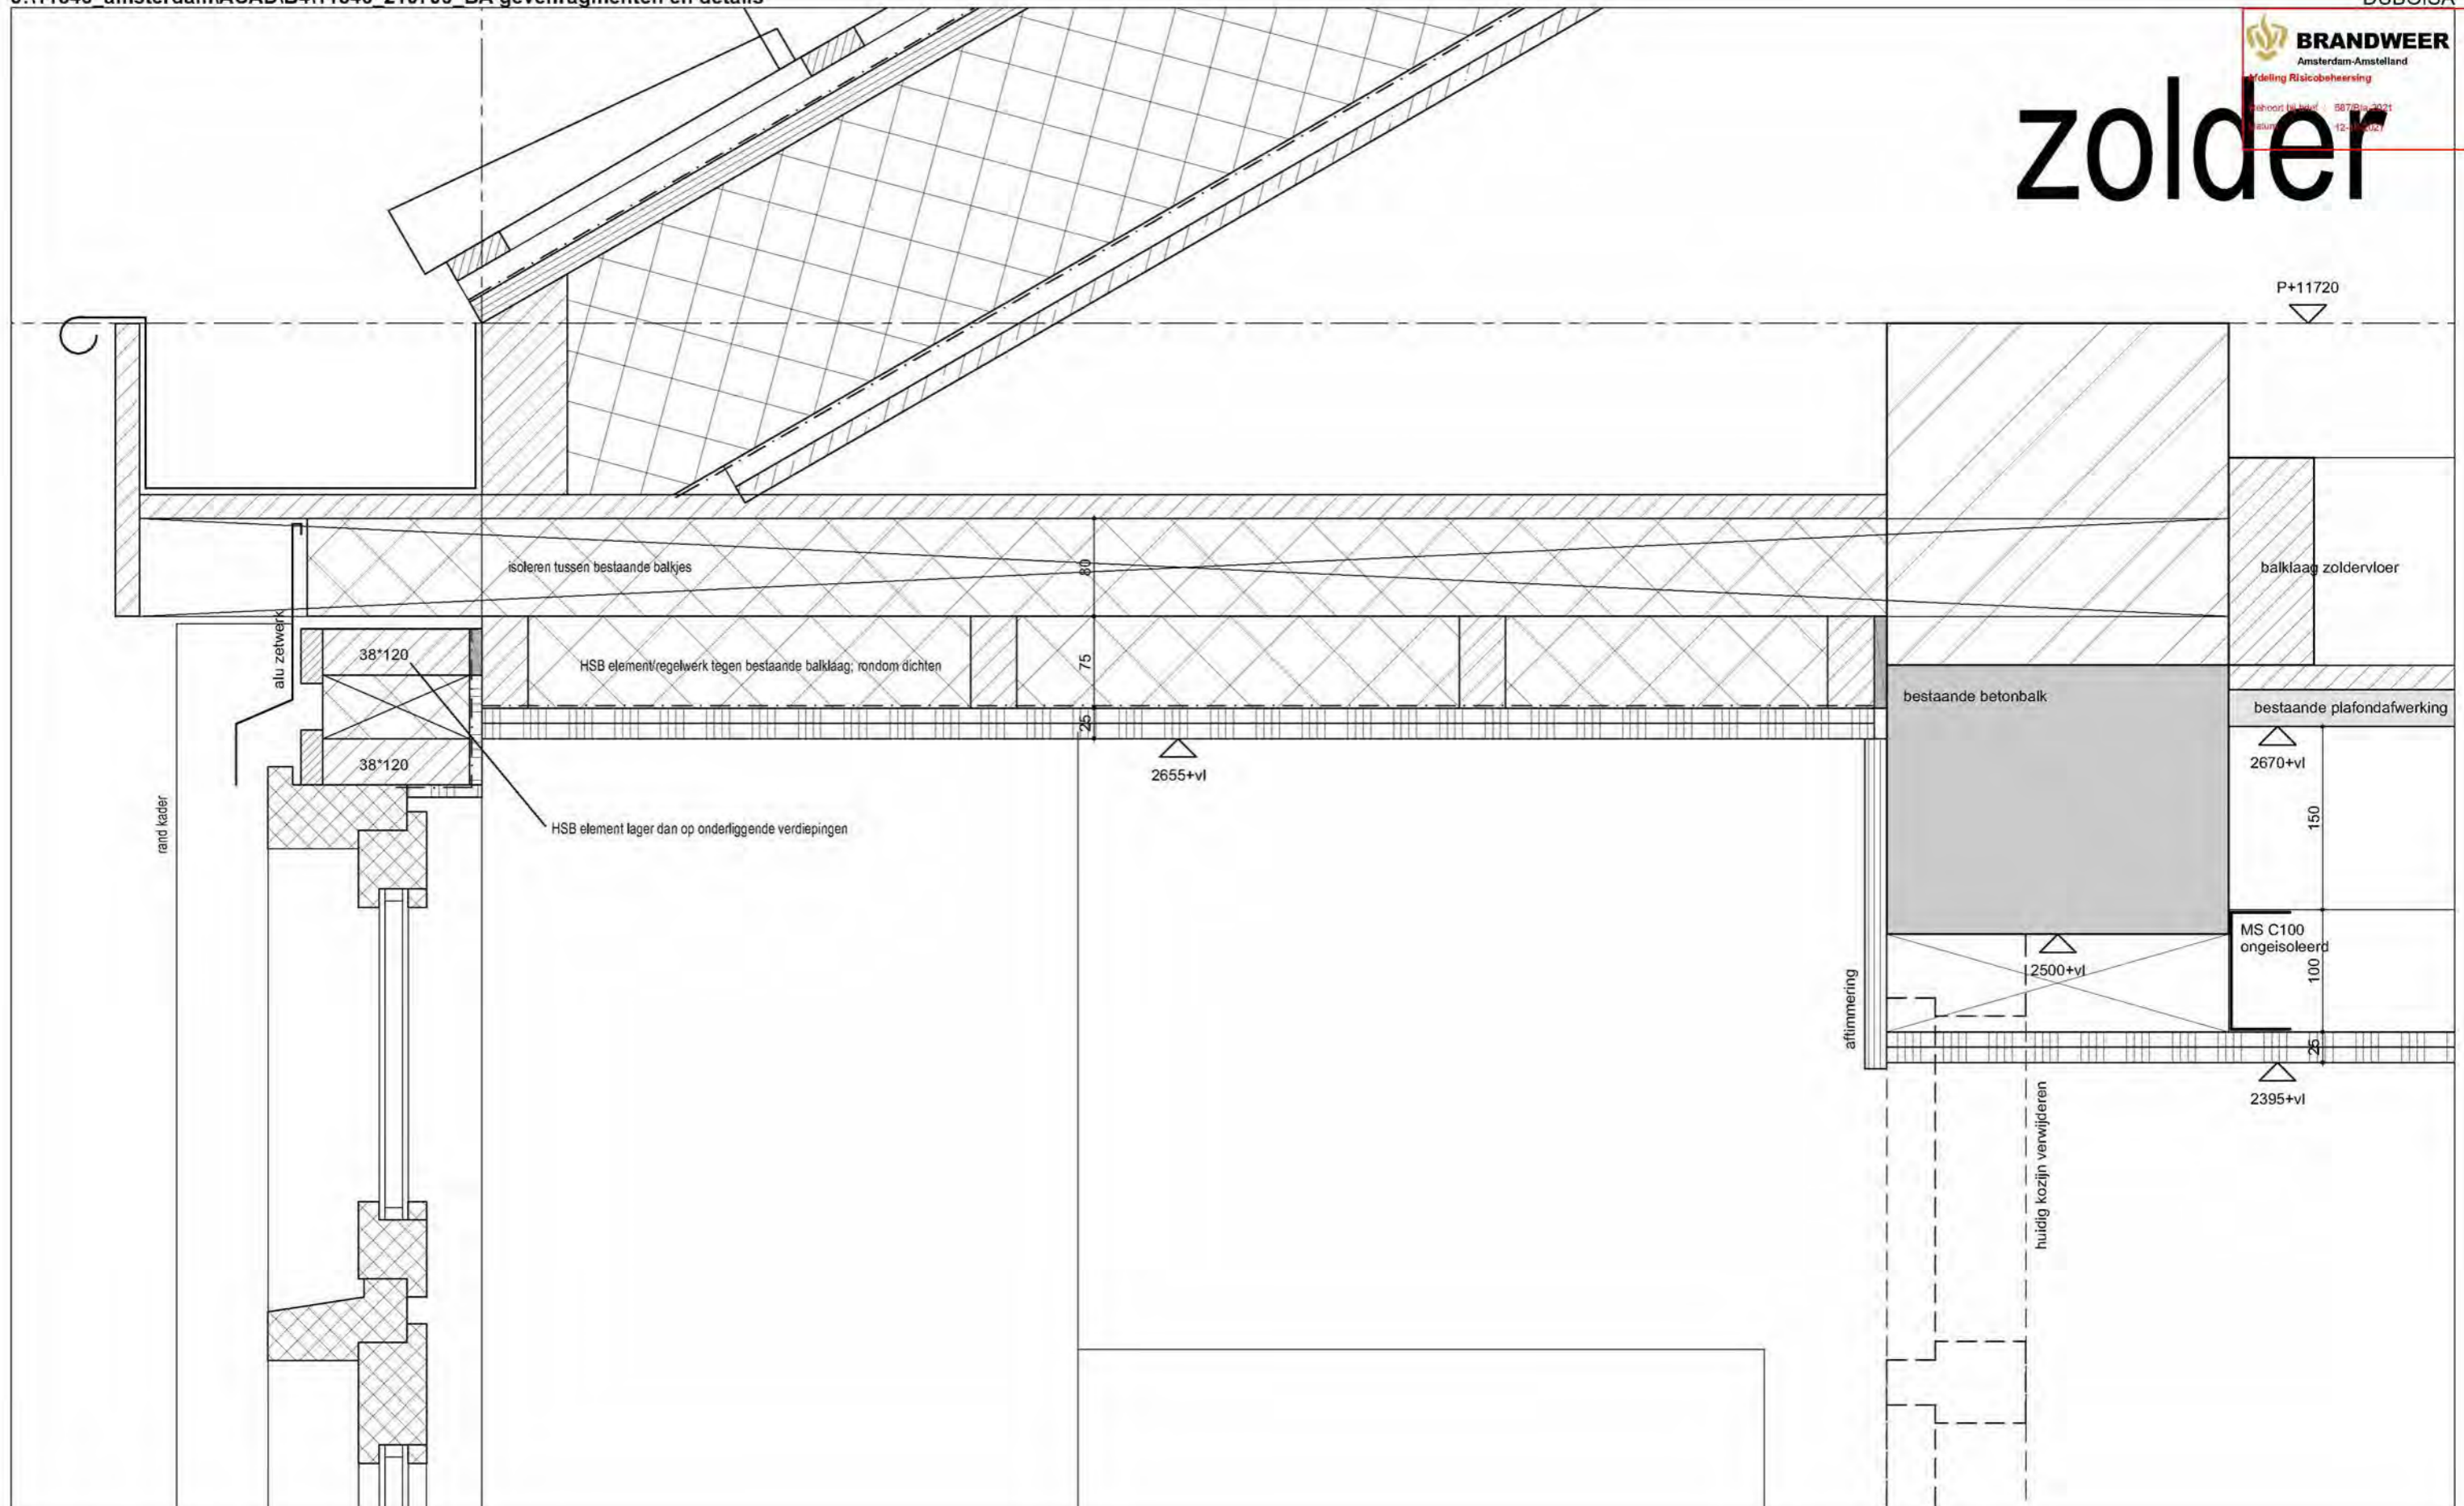 BRANDWEER
Amsterdam-Amstelland
Afdeling Risicobeheersing
zolder
P+11720
isoleren tussen bestaande balkjes
80
balklaag zoldervloer
alu zetwerk
38*120
HSB element/regelwerk tegen bestaande balklaag; rondom dichten
75
bestaande betonbalk
bestaande plafondafwerking
25
38*120
2655+vl
2670+vl
rand kader
HSB element lager dan op onderliggende verdiepingen
150
MS C100
ongeisoleerd
2500+vl
100
aftimmering
25
2395+vl
huidig kozijn verwijderen